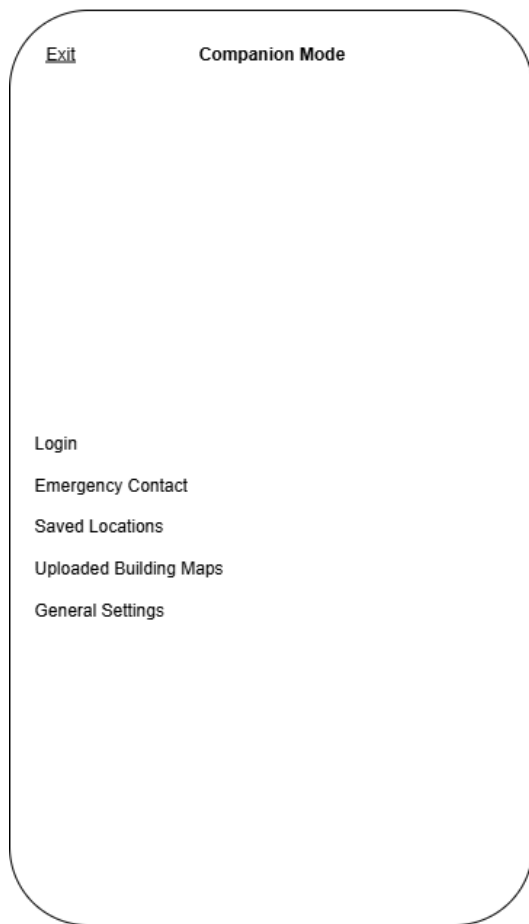 Exit Companion Mode
Login
Emergency Contact
Saved Locations
Uploaded Building Maps
General Settings